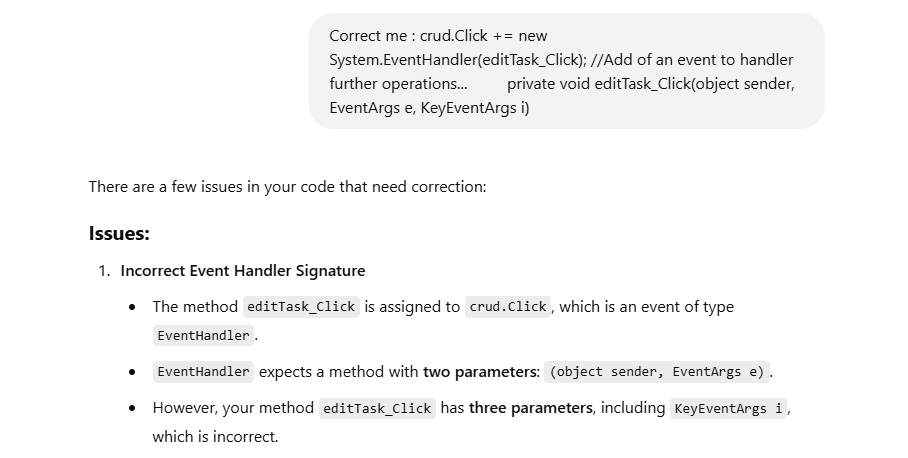 Correct me : crud.Click += new
System.EventHandler(editTask_Click); //Add of an event to handler
further operations... private void editTask_Click(object sender,
EventArgs e, KeyEventArgs i)
There are a few issues in your code that need correction:
Issues:
1. Incorrect Event Handler Signature
• The method editTask_Click is assigned to crud.Click, which is an event of type
EventHandler.
• EventHandler expects a method with two parameters: (object sender, EventArgs e).
• However, your method editTask_Click has three parameters, including KeyEventArgs i,
which is incorrect.